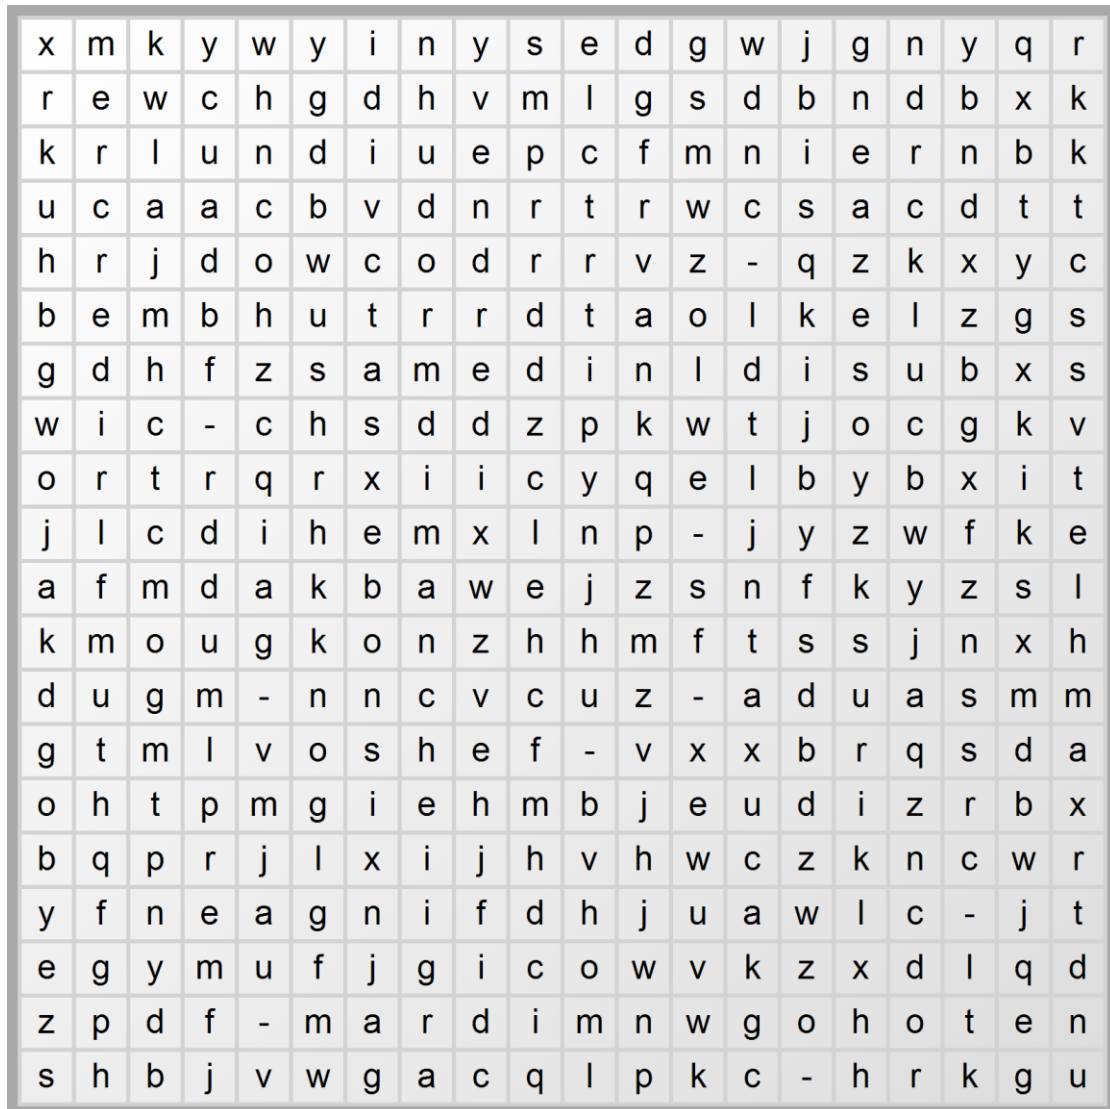 x m k y w y i n y s e d g w j g n y q r
r e w c h g d h v m l g s d b n d b x k
k r l u n d i u e p c f m n i e r n b k
u c a a c b v d n r t r w c s a c d t t
h r j d o w c o d r r v z - q z k x y c
b e m b h u t r r d t a o l k e l z g s
g d h f z s a m e d i n l d i s u b x s
w i c - c h s d d z p k w t j o c g k v
o r t r q r x i i c y q e l b y b x i t
j l c d i h e m x l n p - j y z w f k e
a f m d a k b a w e j z s n f k y z s l
k m o u g k o n z h h m f t s s j n x h
d u g m - n n c v c u z - a d u a s m m
g t m l v o s h e f - v x x b r q s d a
o h t p m g i e h m b j e u d i z r b x
b q p r j l x i j h v h w c z k n c w r
y f n e a g n i f d h j u a w l c - j t
e g y m u f j g i c o w v k z x d l q d
z p d f - m a r d i m n w g o h o t e n
s h b j v w g a c q l p k c - h r k g u